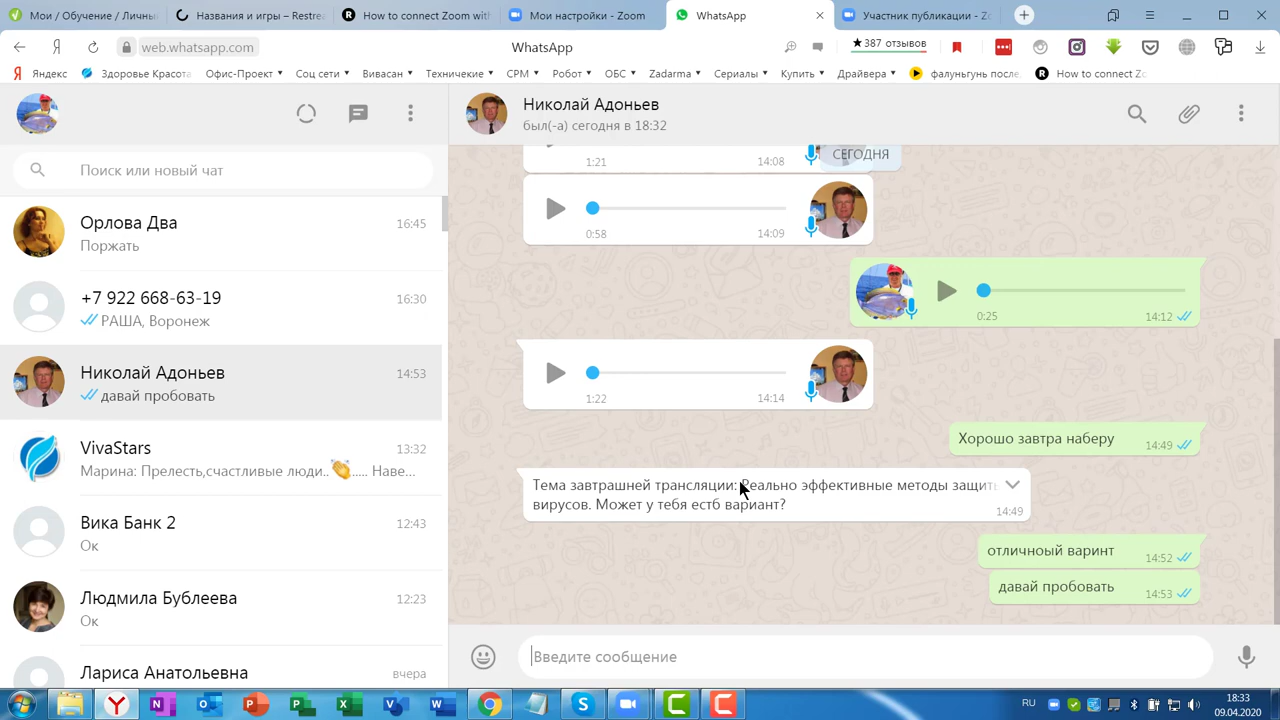 Мои / Обучение / Личны
Названия и игры – Restrea
How to connect Zoom with
Мои настройки - Zoom
WhatsApp
Участник публикации - Zo
web.whatsapp.com
WhatsApp
★387 отзывов
Яндекс
Здоровье Красота
Офис-Проект
Соц сети
Вивасан
Техничекие
СРМ
Робот
ОБС
Zadarma
Сериалы
Купить
Драйвера
фалуньгунь после
How to connect Zo
Поиск или новый чат
Орлова Два 16:45
Поржать
+7 922 668-63-19 16:30
РАША, Воронеж
Николай Адоньев 14:53
давай пробовать
VivaStars 13:32
Марина: Прелесть,счастливые люди..👏..... Наве...
Вика Банк 2 12:43
Ок
Людмила Бублеева 12:23
Ок
Лариса Анатольевна вчера
Николай Адоньев
был(-а) сегодня в 18:32
СЕГОДНЯ
1:21 14:08
0:58 14:09
0:25 14:12
1:22 14:14
Хорошо завтра наберу 14:49
Тема завтрашней трансляции: Реально эффективные методы защить
вирусов. Может у тебя естб вариант?
14:49
отличноый варинт 14:52
давай пробовать 14:53
Введите сообщение
RU
18:33
09.04.2020